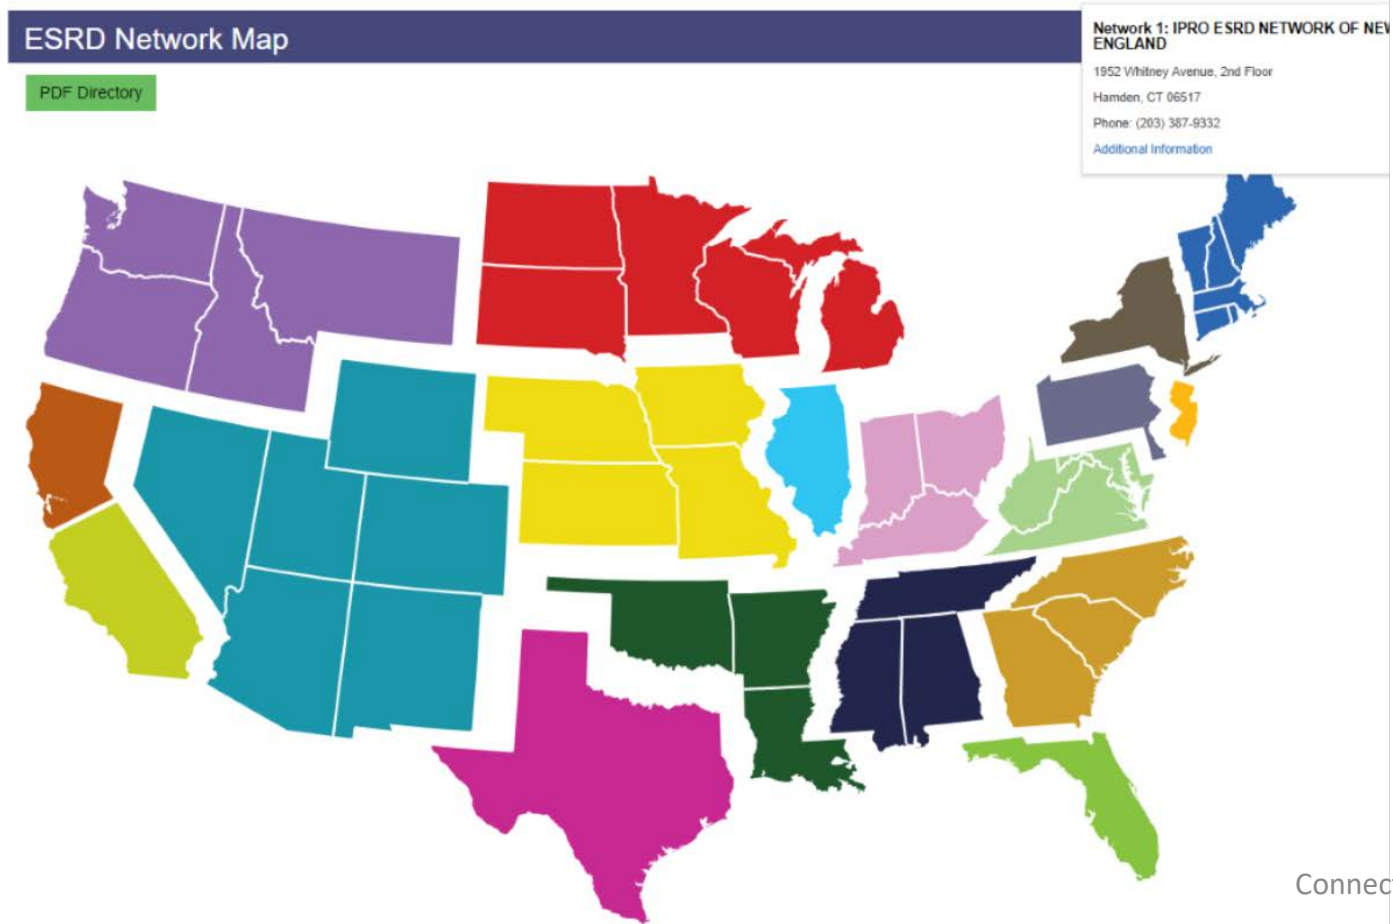 ESRD Network Map
PDF Directory
Network 1: IPRO ESRD NETWORK OF NEW
ENGLAND
1952 Whitney Avenue, 2nd Floor
Hamden, CT 06517
Phone: (203) 387-9332
Additional Information
Connec